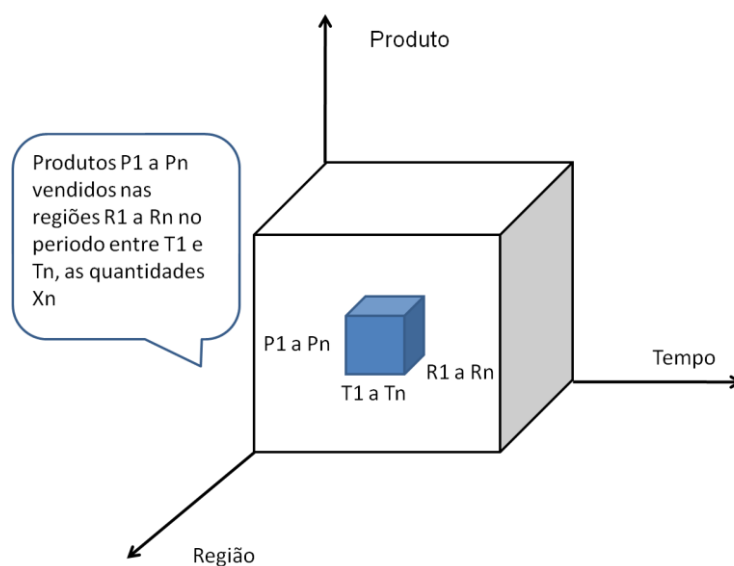 Produto
Produtos P1 a Pn
vendidos nas
regiões R1 a Rn no
periodo entre T1 e
Tn, as quantidades
Xn
P1 a Pn
R1 a Rn
T1 a Tn
Tempo
Região